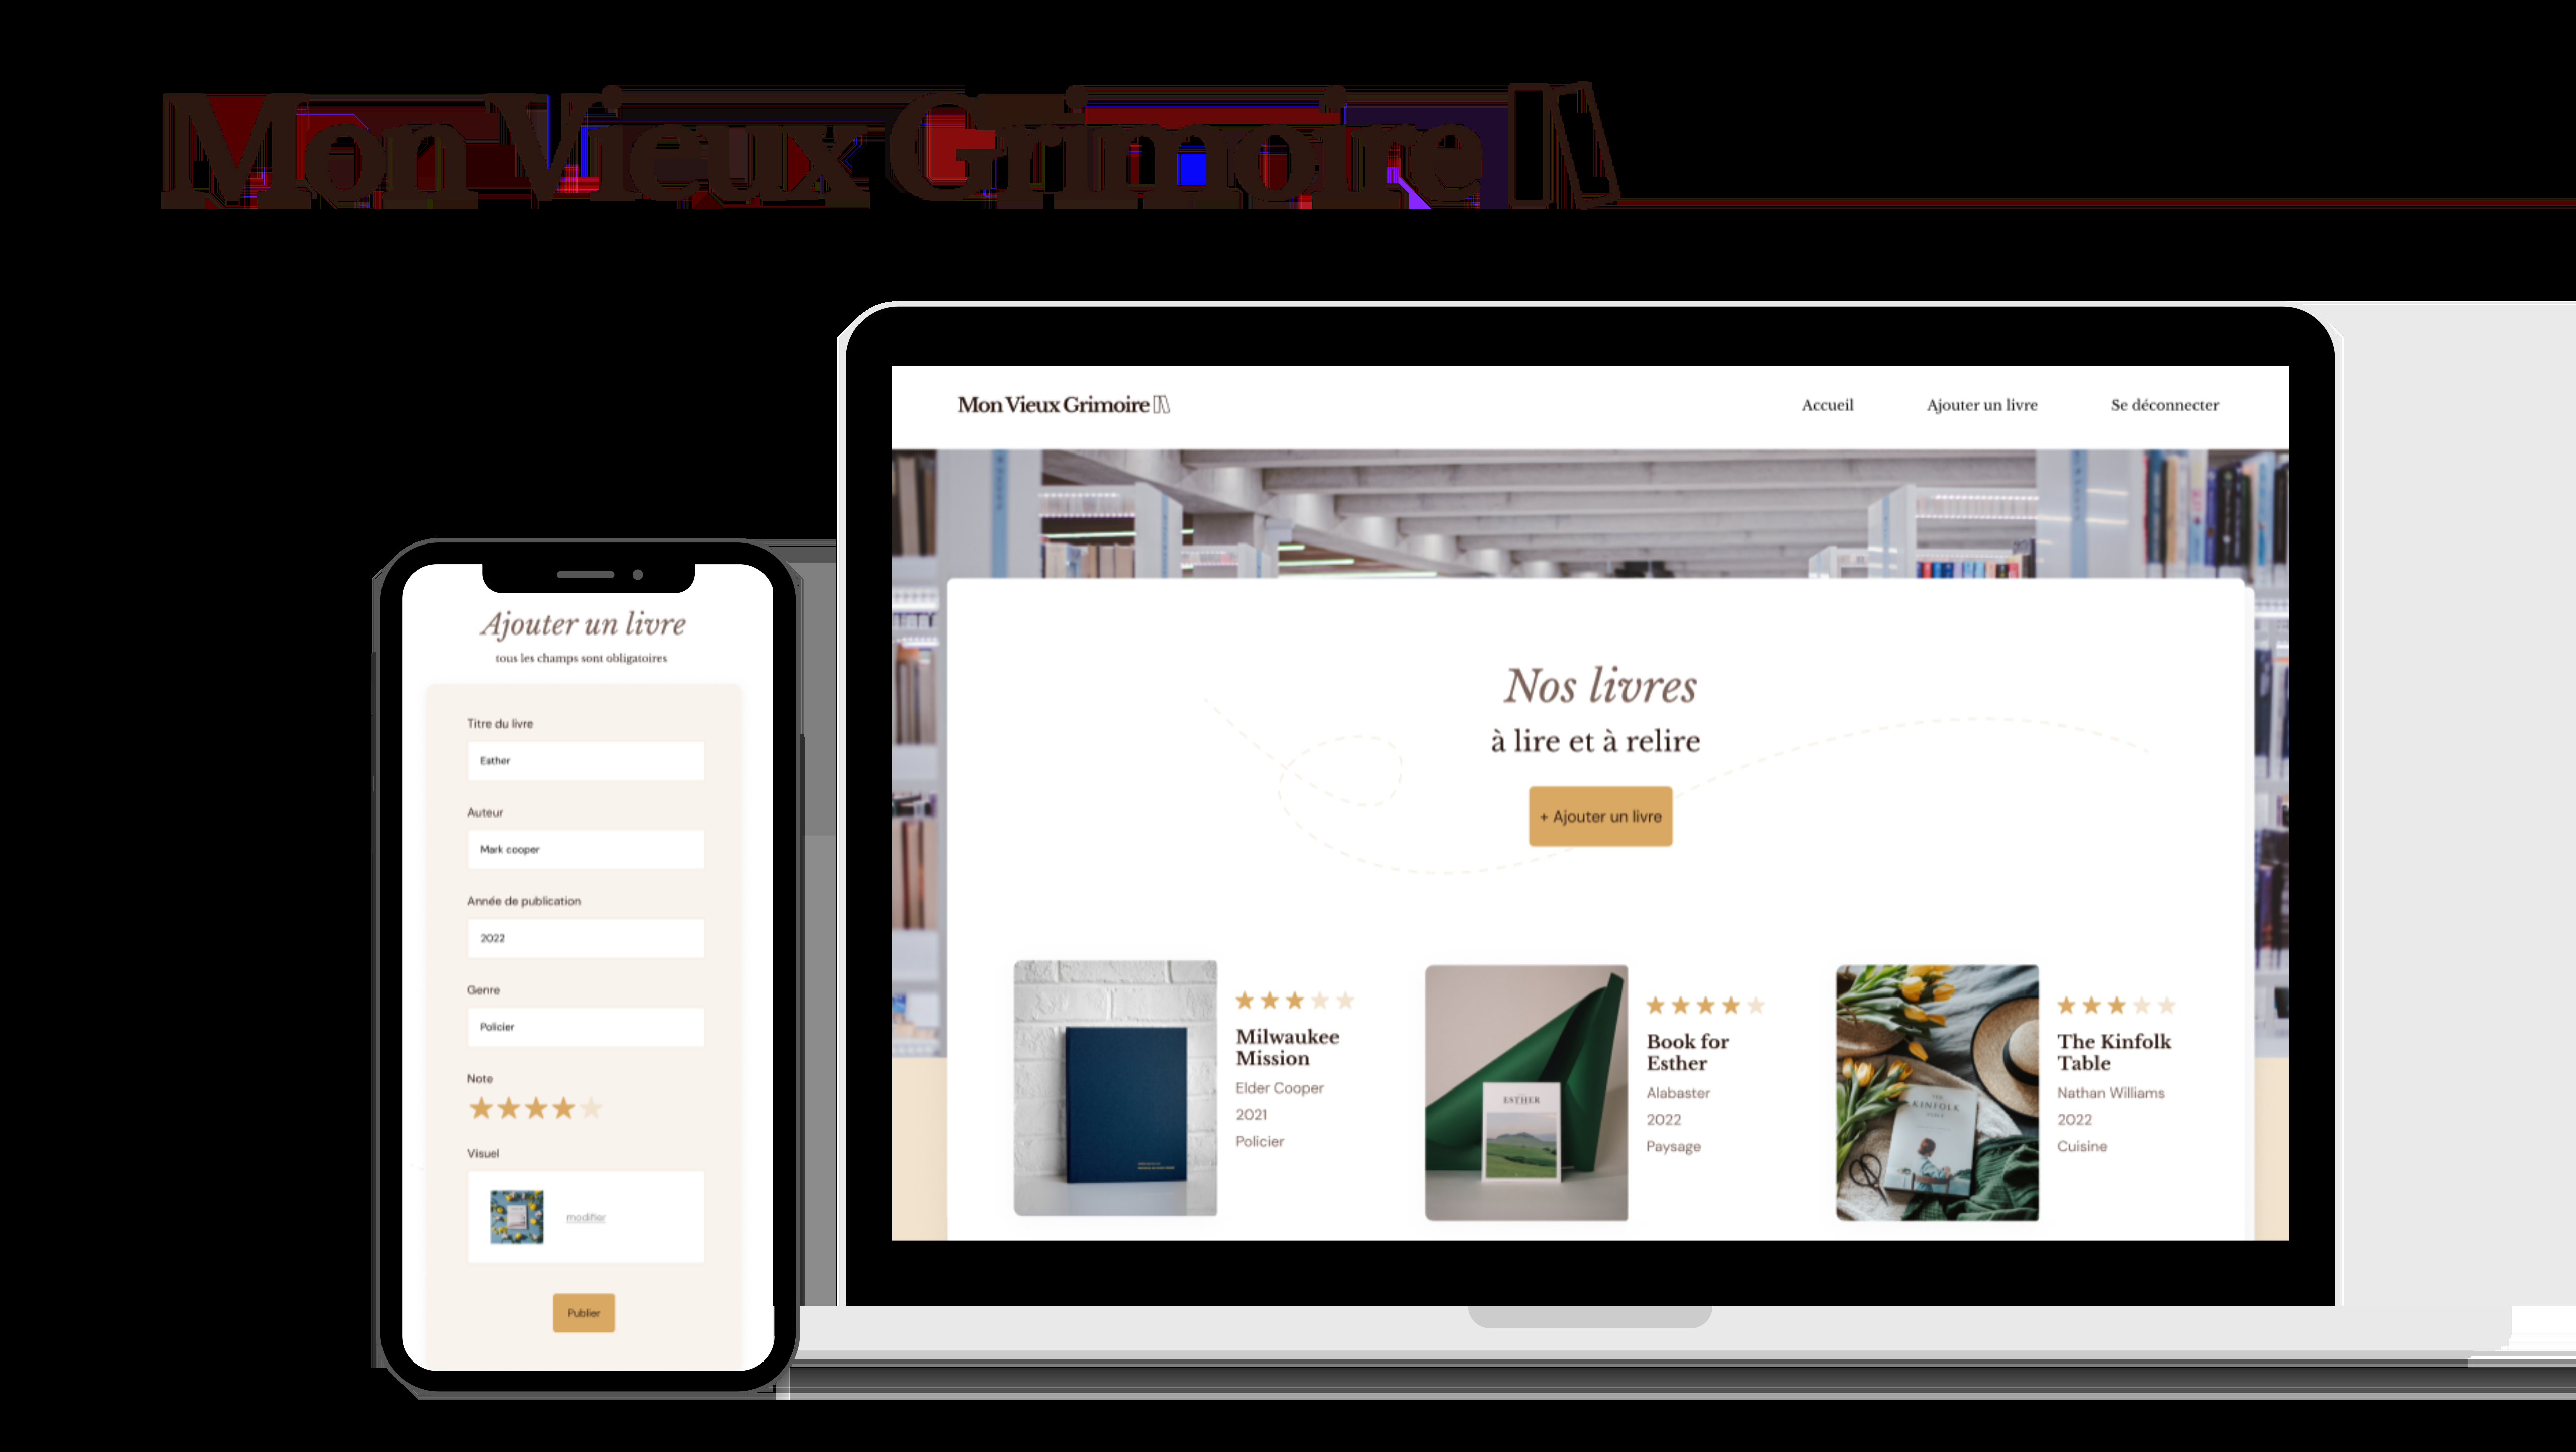 Mon Vieux Grimoire
Mon Vieux Grimoire
Accueil
Ajouter un livre
Se déconnecter
Nos livres
à lire et à relire
+ Ajouter un livre
Milwaukee
Mission
Elder Cooper
2021
Policier
ESTHER
Book for
Esther
Alabaster
2022
Paysage
THE
KINFOLK
TABLE
The Kinfolk
Table
Nathan Williams
2022
Cuisine
Ajouter un livre
tous les champs sont obligatoires
Titre du livre
Esther
Auteur
Mark cooper
Année de publication
2022
Genre
Policier
Note
Visuel
modifier
Publier